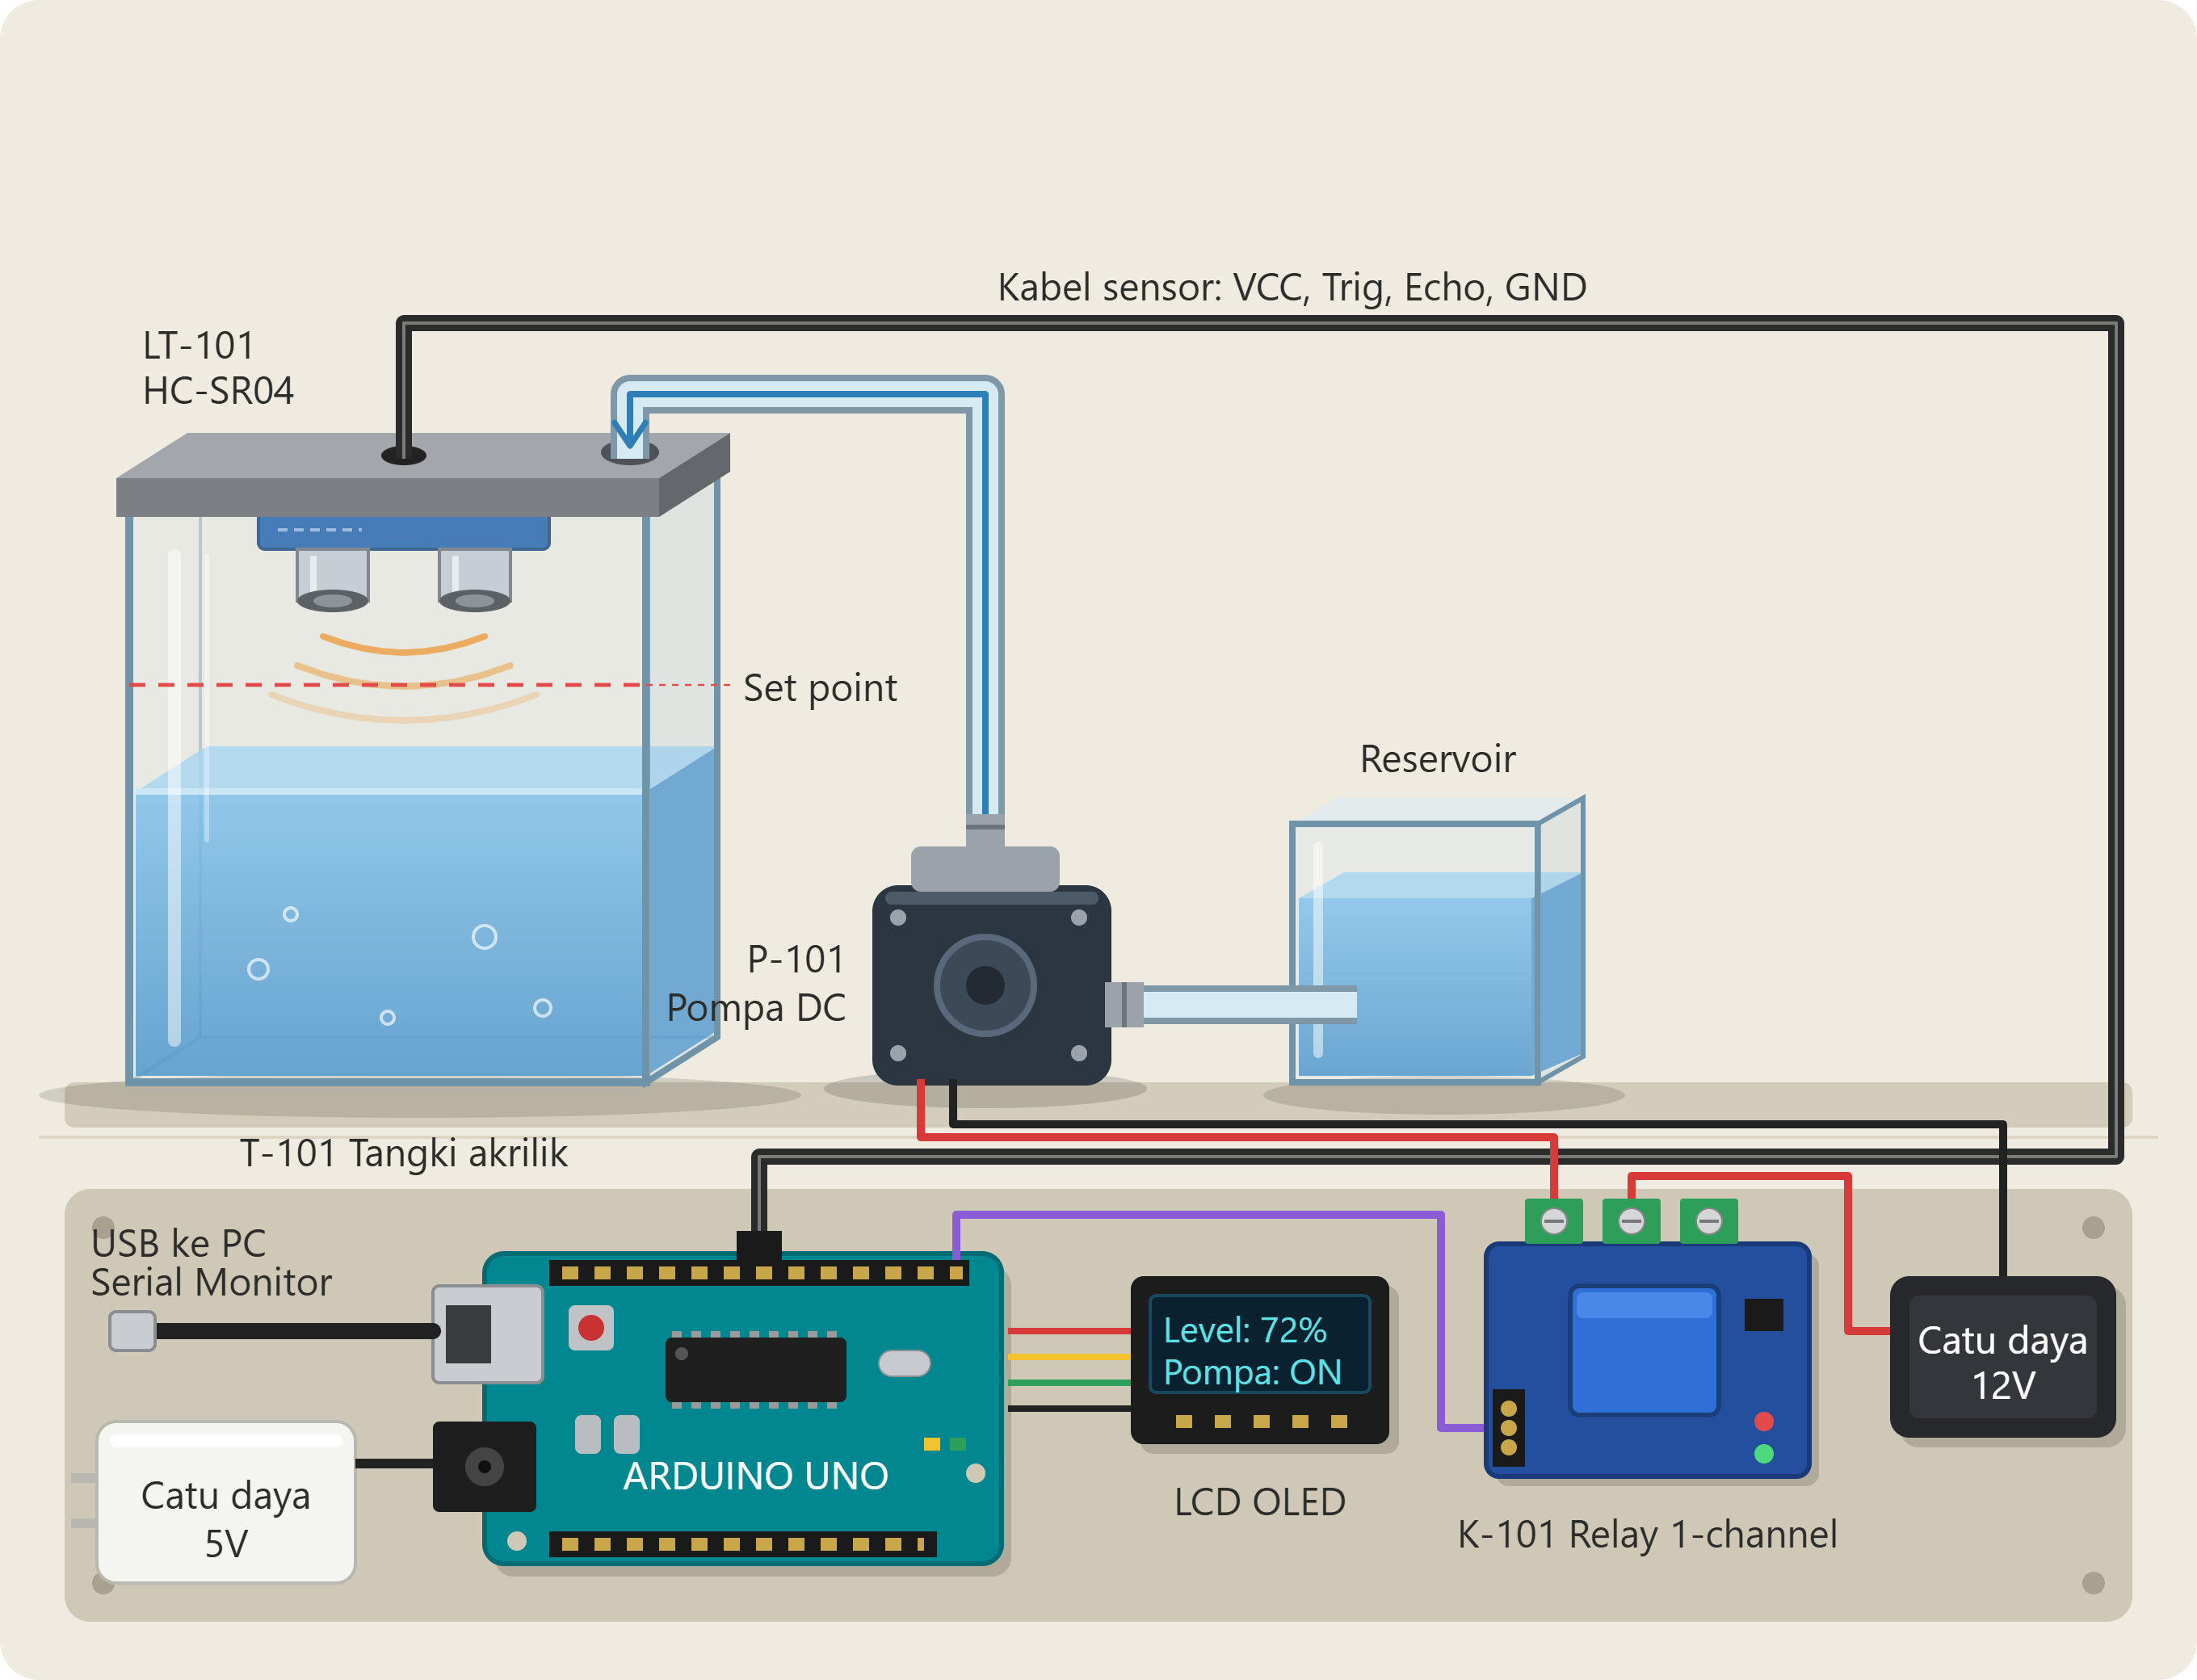 Kabel sensor: VCC, Trig, Echo, GND
LT-101
HC-SR04
Set point
Reservoir
P-101
Pompa DC
T-101 Tangki akrilik
USB ke PC
Serial Monitor
Level: 72%
Pompa: ON
Catu daya
12V
ARDUINO UNO
Catu daya
5V
LCD OLED
K-101 Relay 1-channel